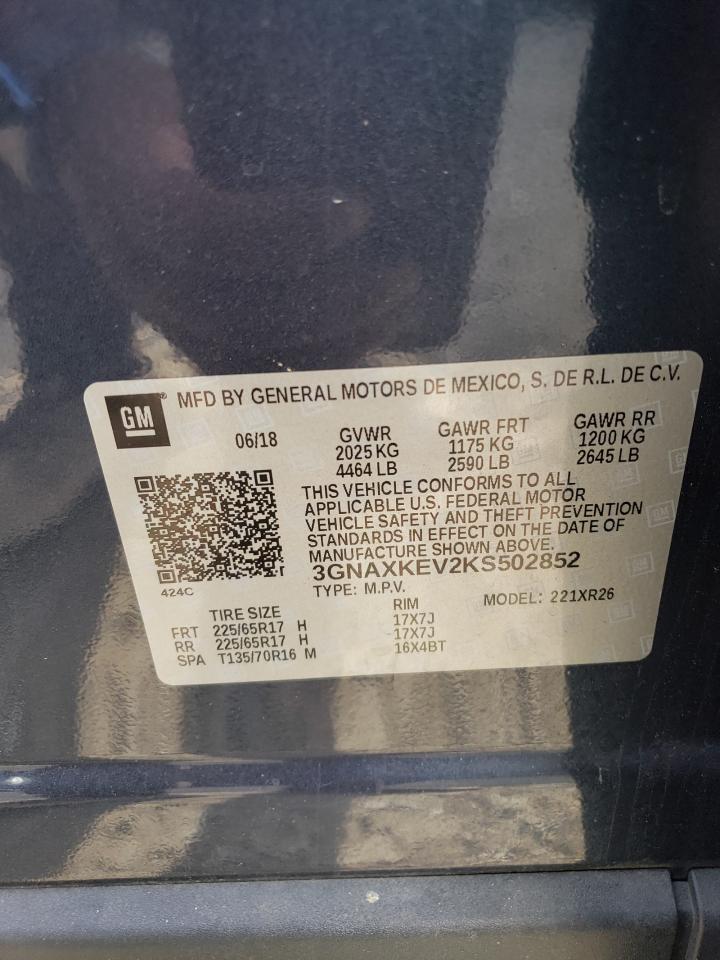 GM
MFD BY GENERAL MOTORS DE MEXICO, S. DE R.L. DE C.V.
06/18 GVWR GAWR FRT GAWR RR
2025 KG 1175 KG 1200 KG
4464 LB 2590 LB 2645 LB
THIS VEHICLE CONFORMS TO ALL
APPLICABLE U.S. FEDERAL MOTOR
VEHICLE SAFETY AND THEFT PREVENTION
STANDARDS IN EFFECT ON THE DATE OF
MANUFACTURE SHOWN ABOVE.
3GNAXKEV2KS502852
424C
TYPE: M.P.V. MODEL: 221XR26
TIRE SIZE RIM
FRT 225/65R17 H 17X7J
RR 225/65R17 H 17X7J
SPA T135/70R16 M 16X4BT